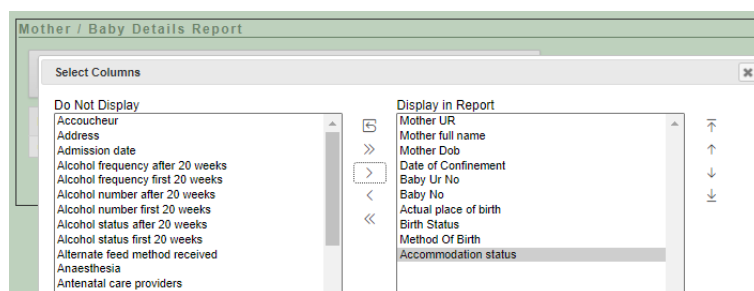 Mother / Baby Details Report
Select Columns
Do Not Display
Accoucheur
Address
Admission date
Alcohol frequency after 20 weeks
Alcohol frequency first 20 weeks
Alcohol number after 20 weeks
Alcohol number first 20 weeks
Alcohol status after 20 weeks
Alcohol status first 20 weeks
Alternate feed method received
Anaesthesia
Antenatal care providers
Display in Report
Mother UR
Mother full name
Mother Dob
Date of Confinement
Baby Ur No
Baby No
Actual place of birth
Birth Status
Method Of Birth
Accommodation status